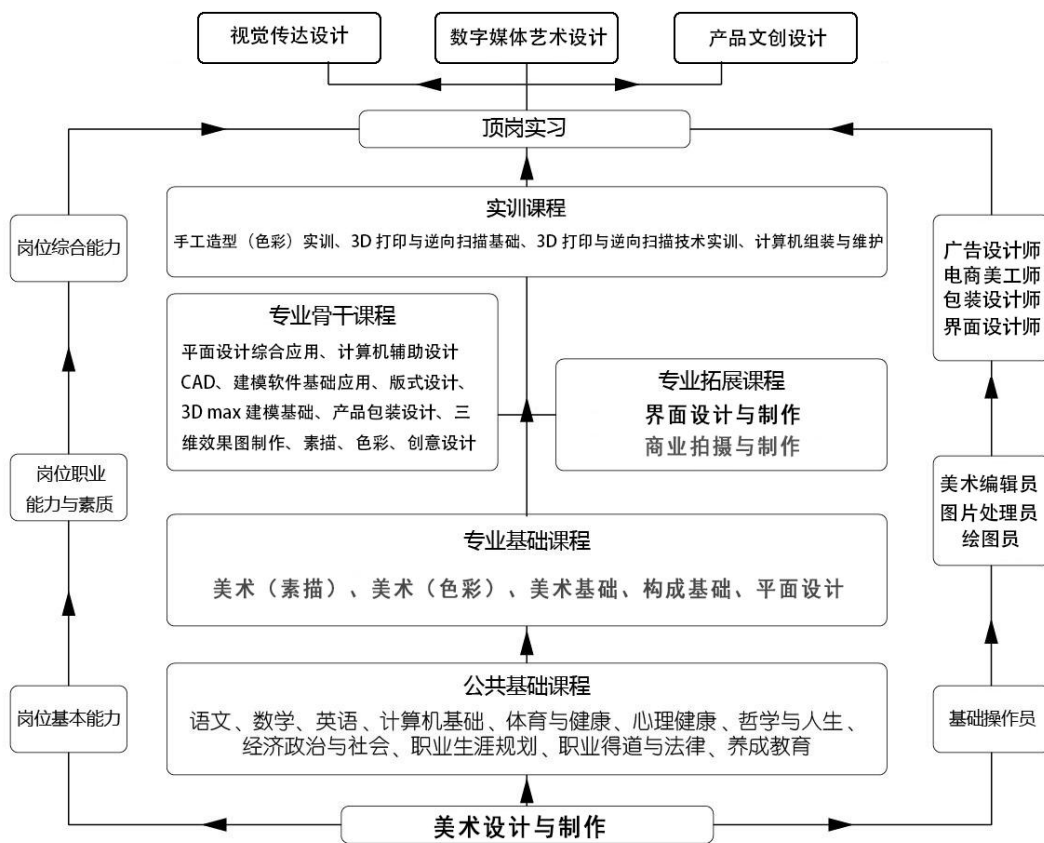 视觉传达设计
数字媒体艺术设计
产品文创设计
顶岗实习
实训课程
手工造型（色彩）实训、3D 打印与逆向扫描基础、3D 打印与逆向扫描技术实训、计算机组装与维护
岗位综合能力
广告设计师
电商美工师
包装设计师
界面设计师
专业骨干课程
平面设计综合应用、计算机辅助设计
CAD、建模软件基础应用、版式设计、
3D max 建模基础、产品包装设计、三
维效果图制作、素描、色彩、创意设计
专业拓展课程
界面设计与制作
商业拍摄与制作
岗位职业
能力与素质
美术编辑员
图片处理员
绘图员
专业基础课程
美术（素描）、美术（色彩）、美术基础、构成基础、平面设计
公共基础课程
语文、数学、英语、计算机基础、体育与健康、心理健康、哲学与人生、
经济政治与社会、职业生涯规划、职业得道与法律、养成教育
岗位基本能力
基础操作员
美术设计与制作